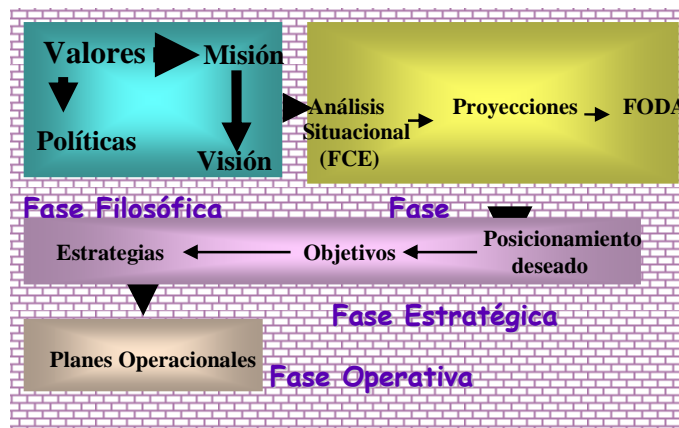 Valores
Misión
Políticas
Visión
Análisis
Situacional
(FCE)
Proyecciones
FODA
Fase Filosófica
Fase
Posicionamiento
deseado
Objetivos
Estrategias
Fase Estratégica
Planes Operacionales
Fase Operativa